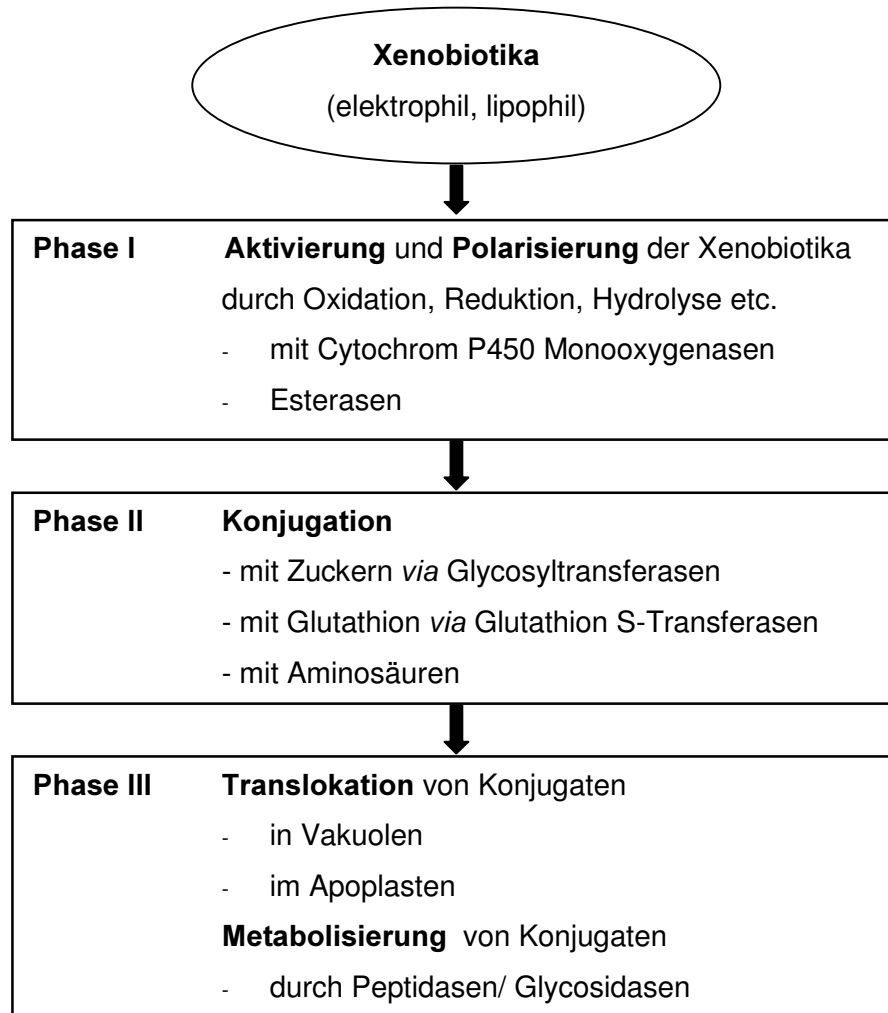 Xenobiotika
(elektrophil, lipophil)
Phase I Aktivierung und Polarisierung der Xenobiotika
durch Oxidation, Reduktion, Hydrolyse etc.
- mit Cytochrom P450 Monooxygenasen
- Esterasen
Phase II Konjugation
- mit Zuckern via Glycosyltransferasen
- mit Glutathion via Glutathion S-Transferasen
- mit Aminosäuren
Phase III Translokation von Konjugaten
- in Vakuolen
- im Apoplasten
Metabolisierung von Konjugaten
- durch Peptidasen/ Glycosidasen